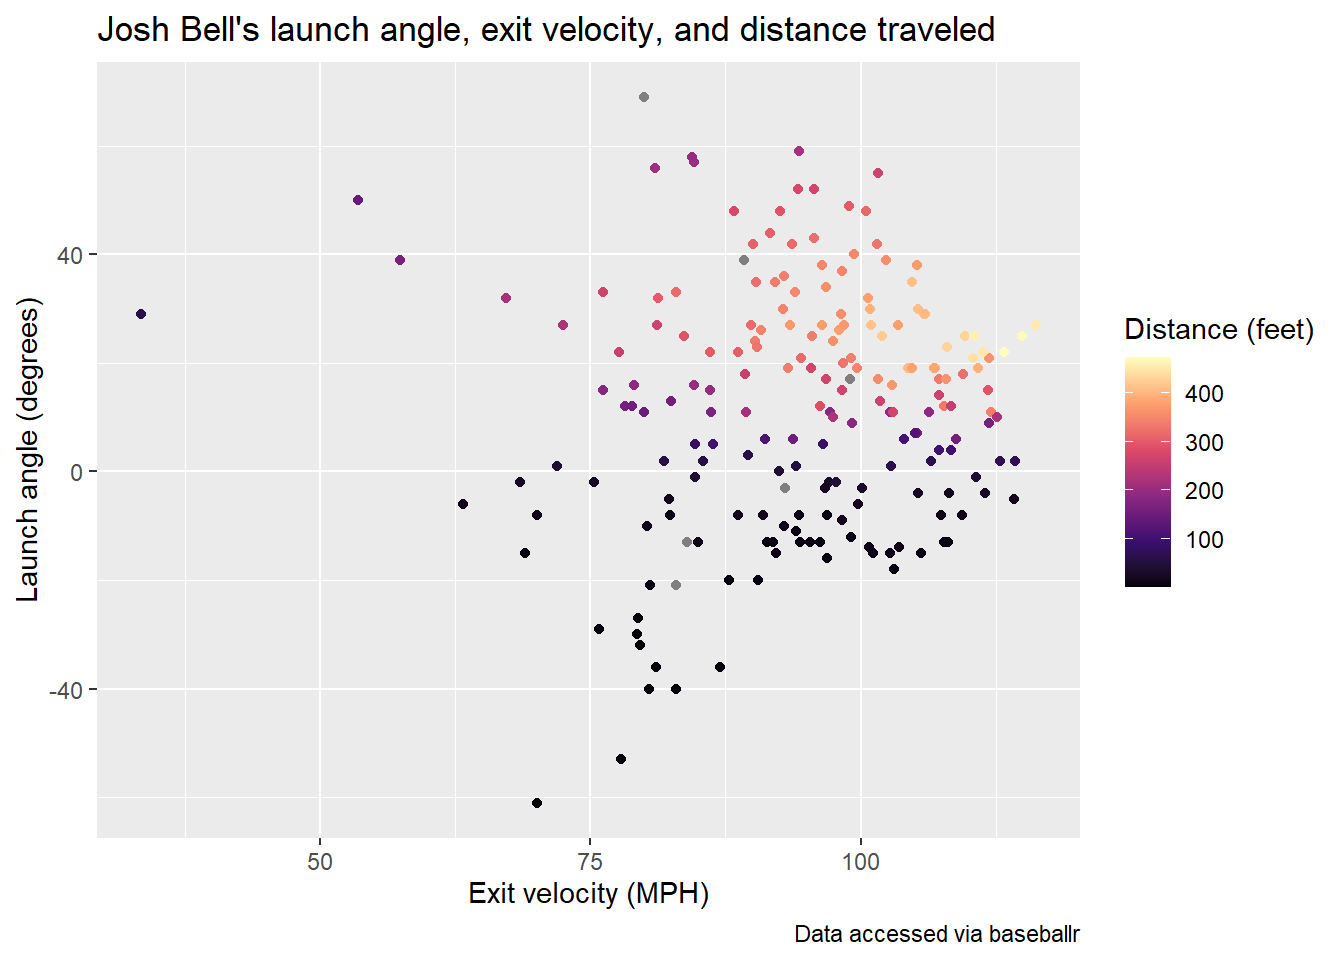 Josh Bell's launch angle, exit velocity, and distance traveled
Launch angle (degrees)
40
0
-40
50
75
100
Exit velocity (MPH)
Distance (feet)
400
300
200
100
Data accessed via baseballr